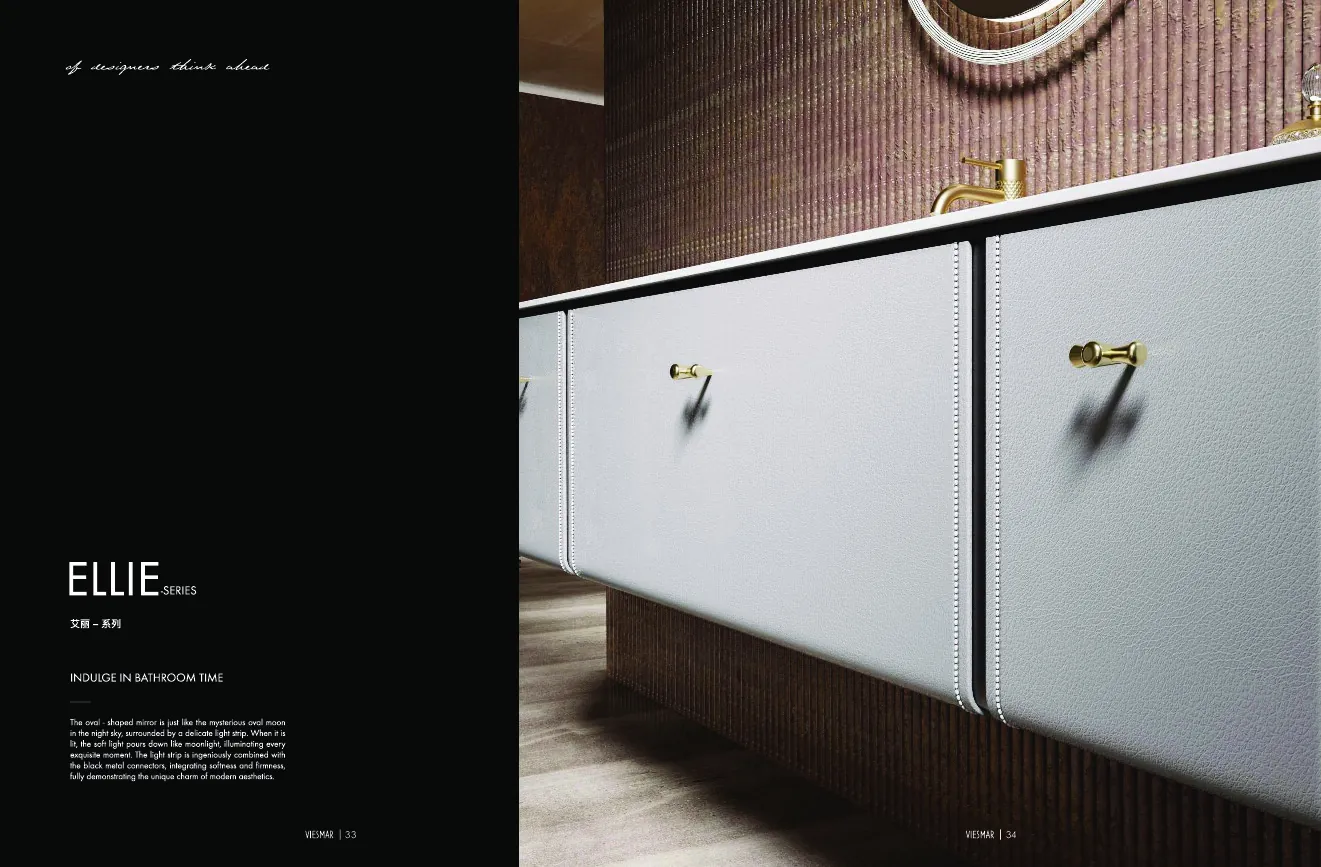 of designers think ahead
ELLIE-SERIES
艾丽 – 系列
INDULGE IN BATHROOM TIME
The oval - shaped mirror is just like the mysterious oval moon
in the night sky, surrounded by a delicate light strip. When it is
lit, the soft light pours down like moonlight, illuminating every
exquisite moment. The light strip is ingeniously combined with
the black metal connectors, integrating softness and firmness,
fully demonstrating the unique charm of modern aesthetics.
VIESMAR | 33
VIESMAR | 34